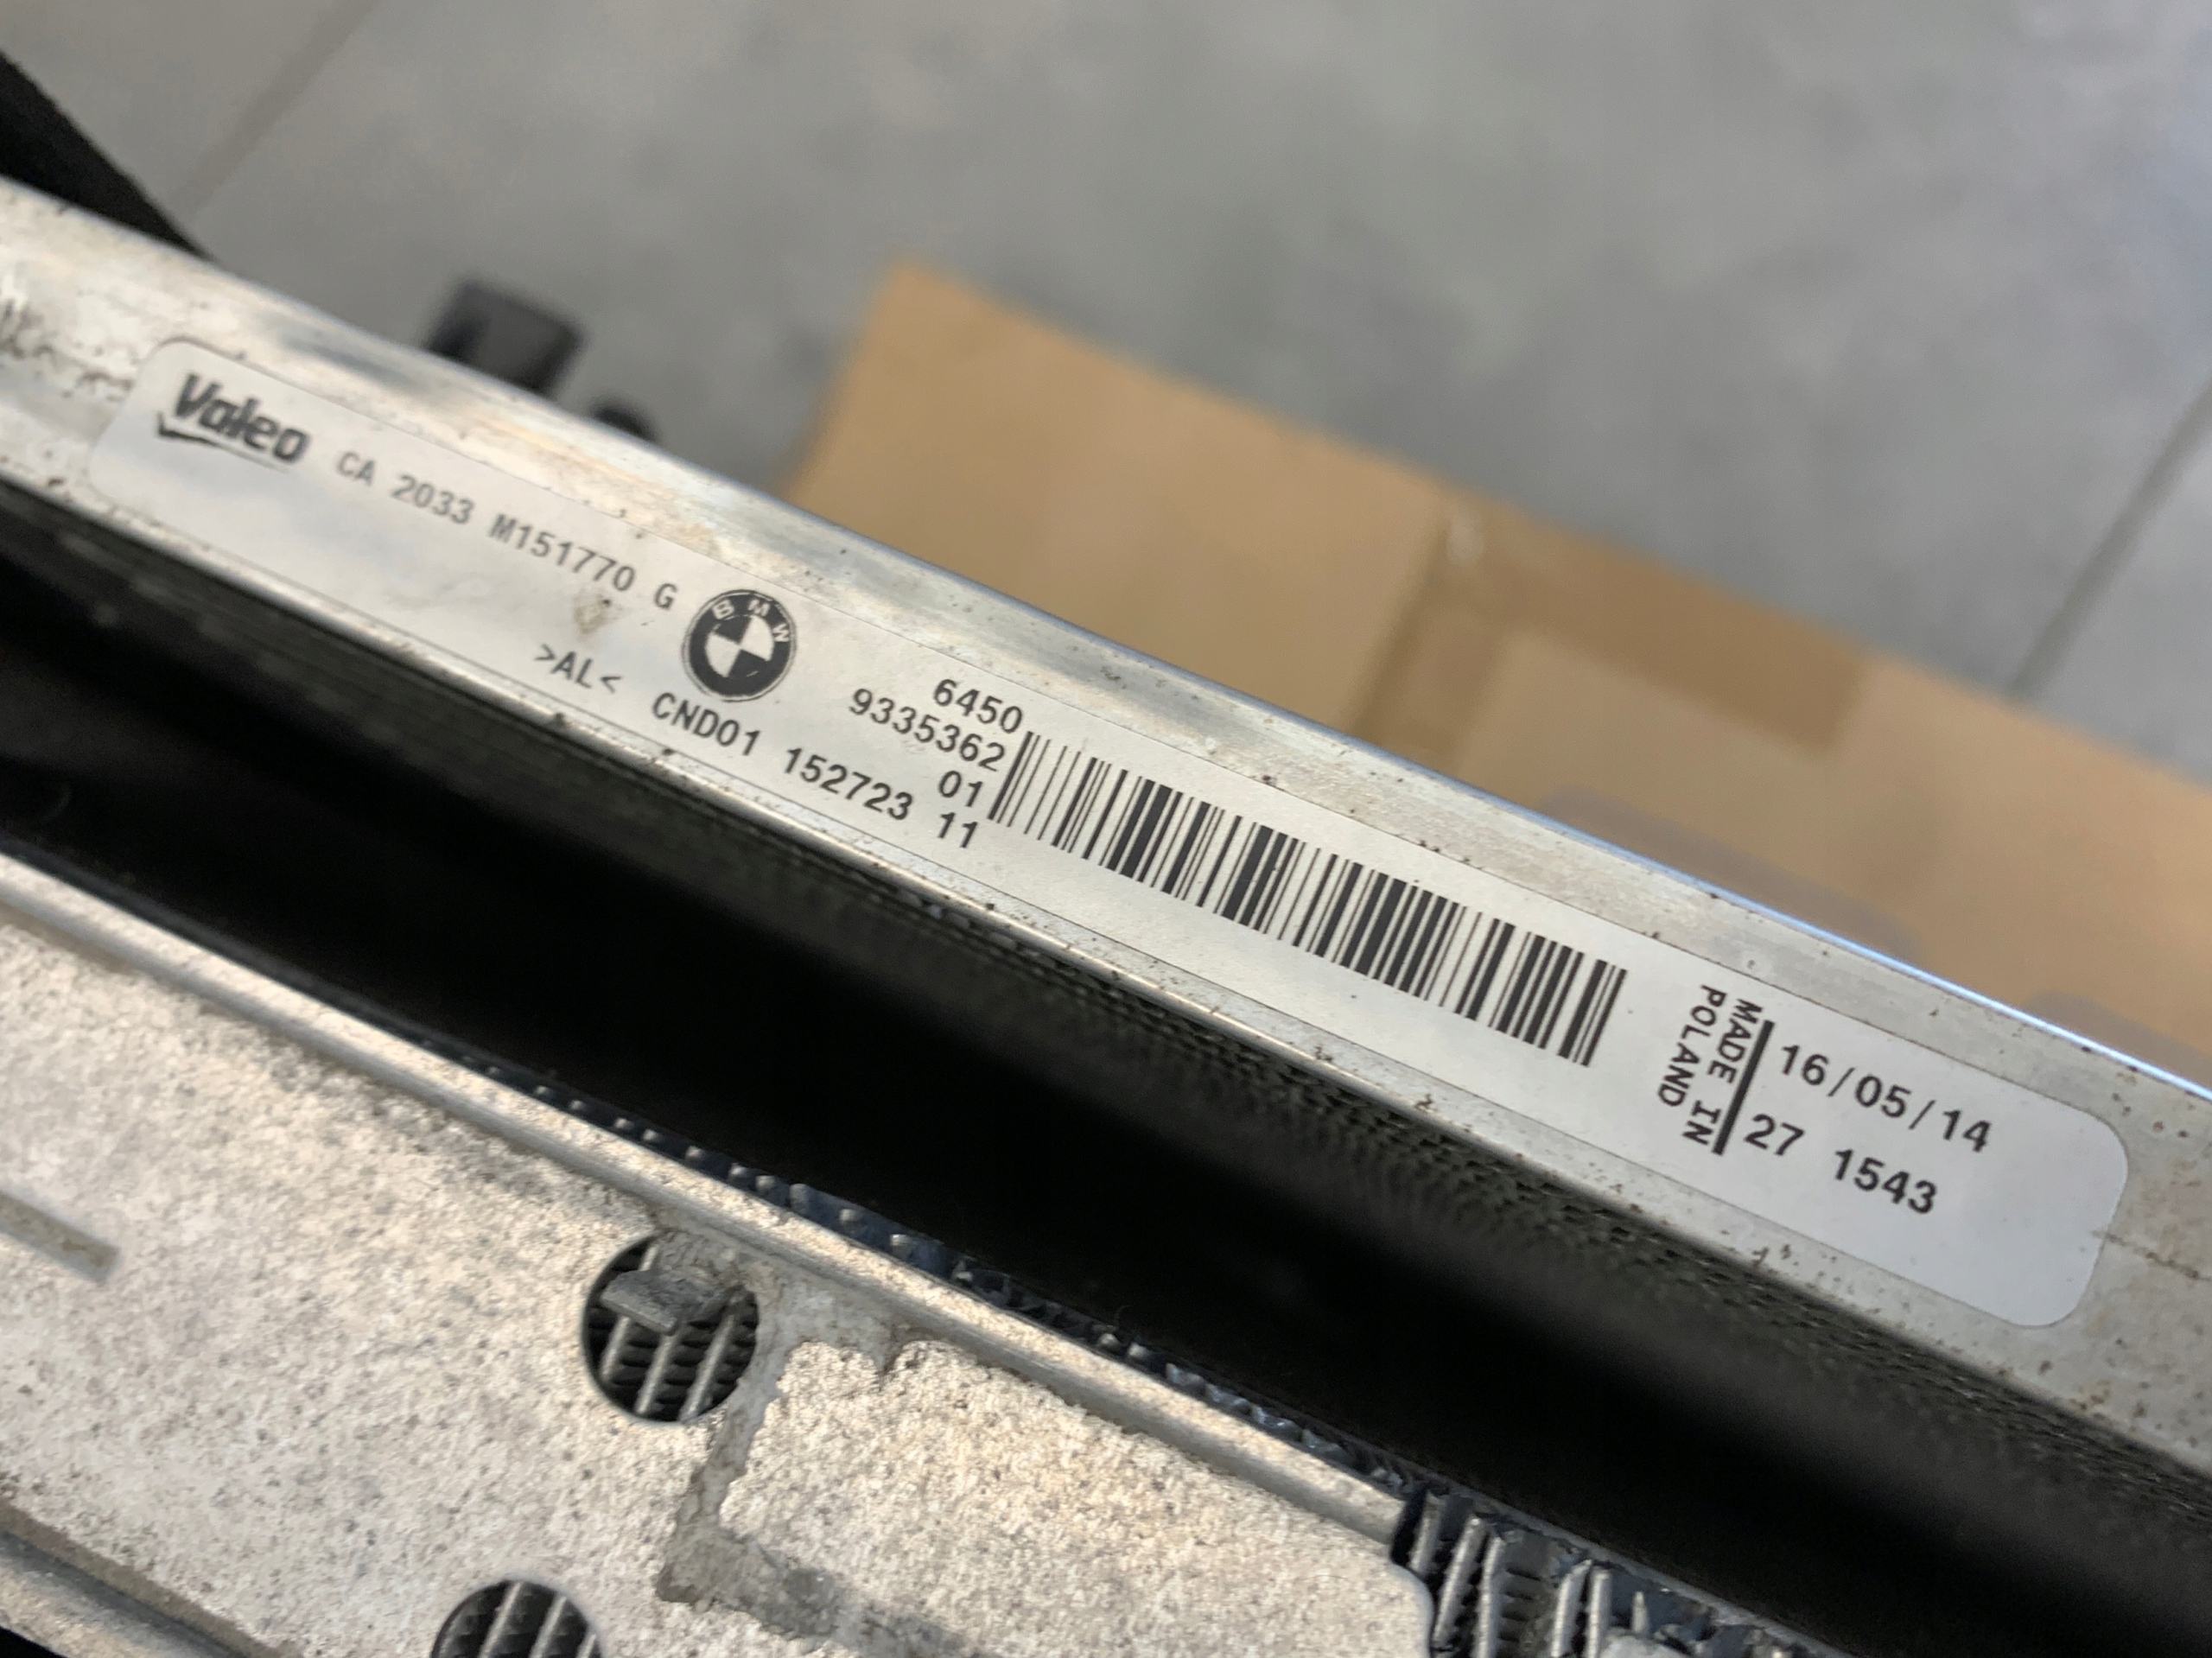 Valeo CA 2033 M151770 G
>AL<
BMW
6450
9335362
01
CND01 152723 11
MADE IN
POLAND
16/05/14
27 1543